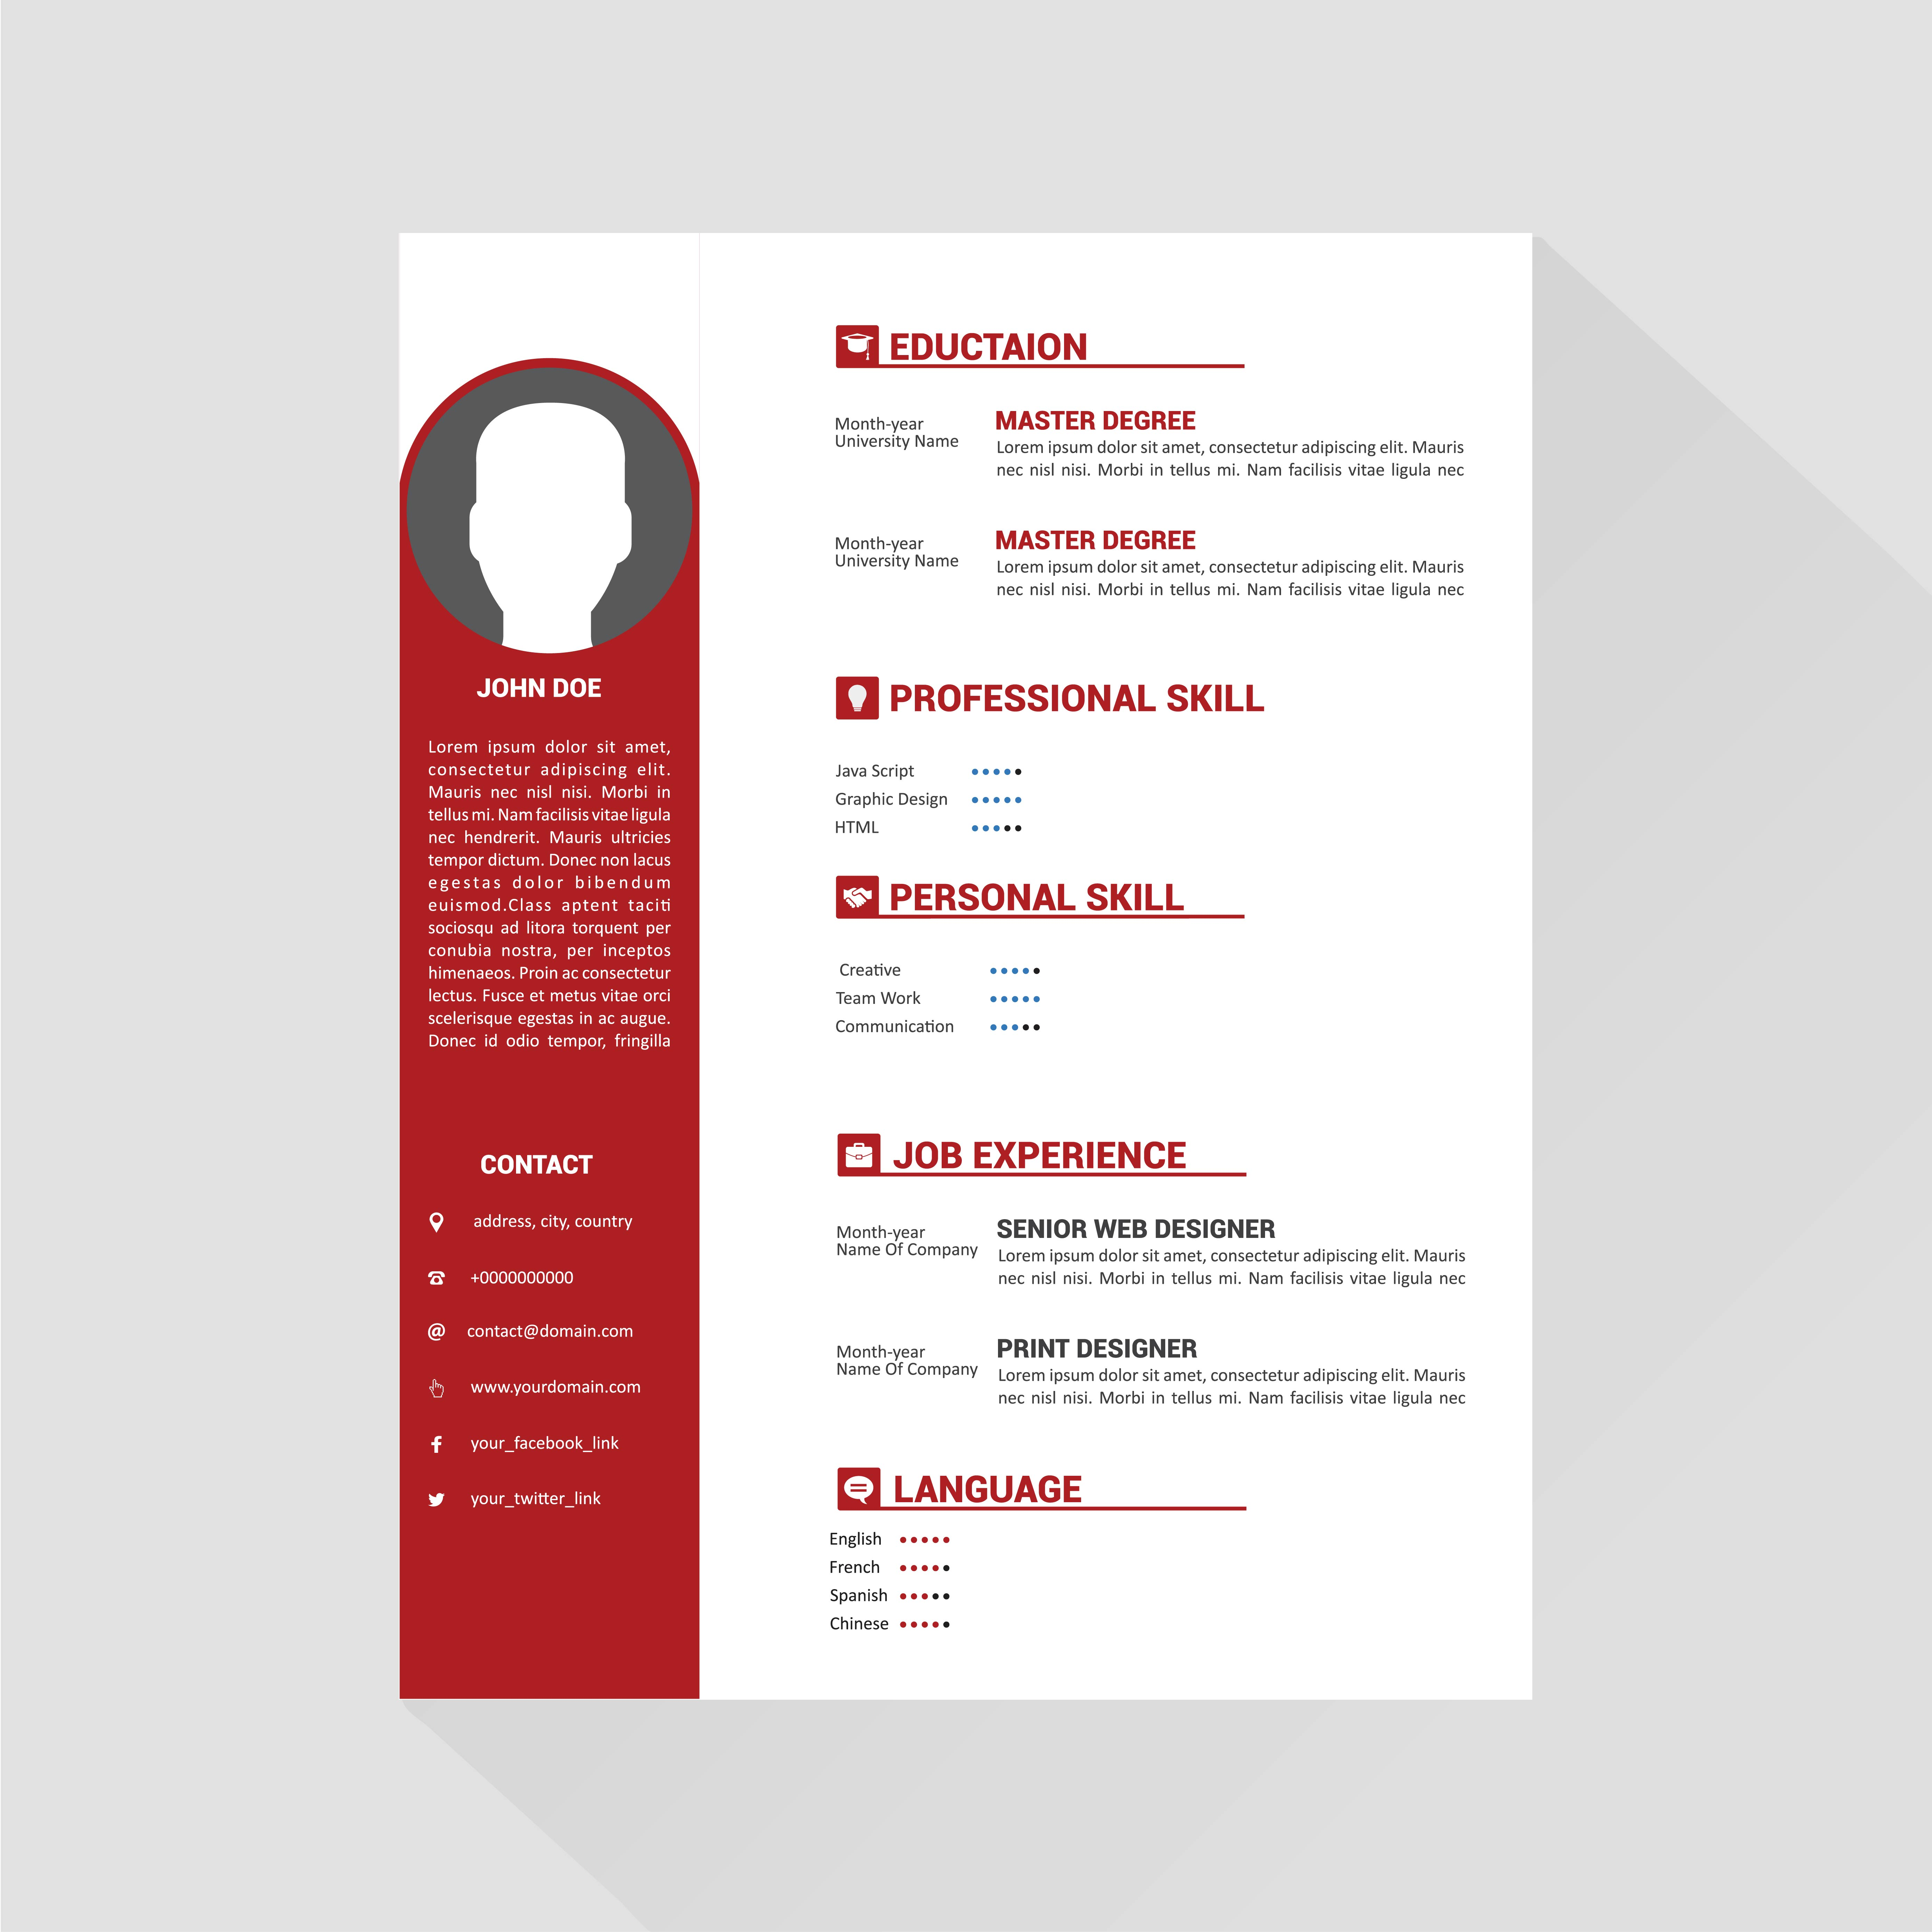 JOHN DOE
Lorem ipsum dolor sit amet,
consectetur adipiscing elit.
Mauris nec nisl nisi. Morbi in
tellus mi. Nam facilisis vitae ligula
nec hendrerit. Mauris ultricies
tempor dictum. Donec non lacus
egestas dolor bibendum
euismod.Class aptent taciti
sociosqu ad litora torquent per
conubia nostra, per inceptos
himenaeos. Proin ac consectetur
lectus. Fusce et metus vitae orci
scelerisque egestas in ac augue.
Donec id odio tempor, fringilla
CONTACT
address, city, country
+0000000000
@ contact@domain.com
www.yourdomain.com
your_facebook_link
your_twitter_link
EDUCTAION
Month-year
University Name
MASTER DEGREE
Lorem ipsum dolor sit amet, consectetur adipiscing elit. Mauris
nec nisl nisi. Morbi in tellus mi. Nam facilisis vitae ligula nec
Month-year
University Name
MASTER DEGREE
Lorem ipsum dolor sit amet, consectetur adipiscing elit. Mauris
nec nisl nisi. Morbi in tellus mi. Nam facilisis vitae ligula nec
PROFESSIONAL SKILL
Java Script
Graphic Design
HTML
PERSONAL SKILL
Creative
Team Work
Communication
JOB EXPERIENCE
Month-year
Name Of Company
SENIOR WEB DESIGNER
Lorem ipsum dolor sit amet, consectetur adipiscing elit. Mauris
nec nisl nisi. Morbi in tellus mi. Nam facilisis vitae ligula nec
Month-year
Name Of Company
PRINT DESIGNER
Lorem ipsum dolor sit amet, consectetur adipiscing elit. Mauris
nec nisl nisi. Morbi in tellus mi. Nam facilisis vitae ligula nec
LANGUAGE
English
French
Spanish
Chinese